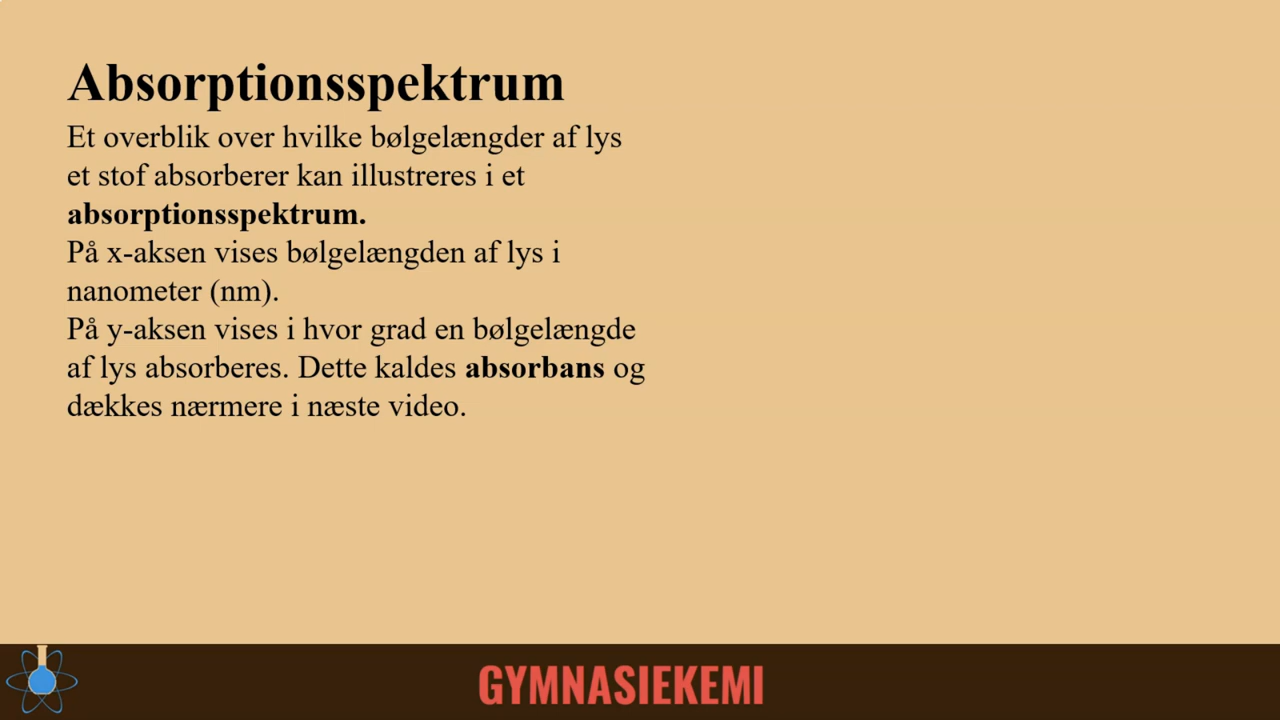 Absorptionsspektrum
Et overblik over hvilke bølgelængder af lys
et stof absorberer kan illustreres i et
absorptionsspektrum.
På x-aksen vises bølgelængden af lys i
nanometer (nm).
På y-aksen vises i hvor grad en bølgelængde
af lys absorberes. Dette kaldes absorbans og
dækkes nærmere i næste video.
GYMNASIEKEMI